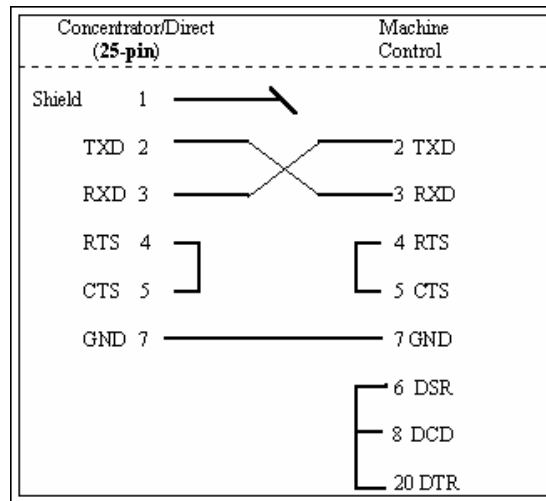 Concentrator/Direct Machine
(25-pin) Control
Shield 1
TXD 2 2 TXD
RXD 3 3 RXD
RTS 4 4 RTS
CTS 5 5 CTS
GND 7 7 GND
6 DSR
8 DCD
20 DTR